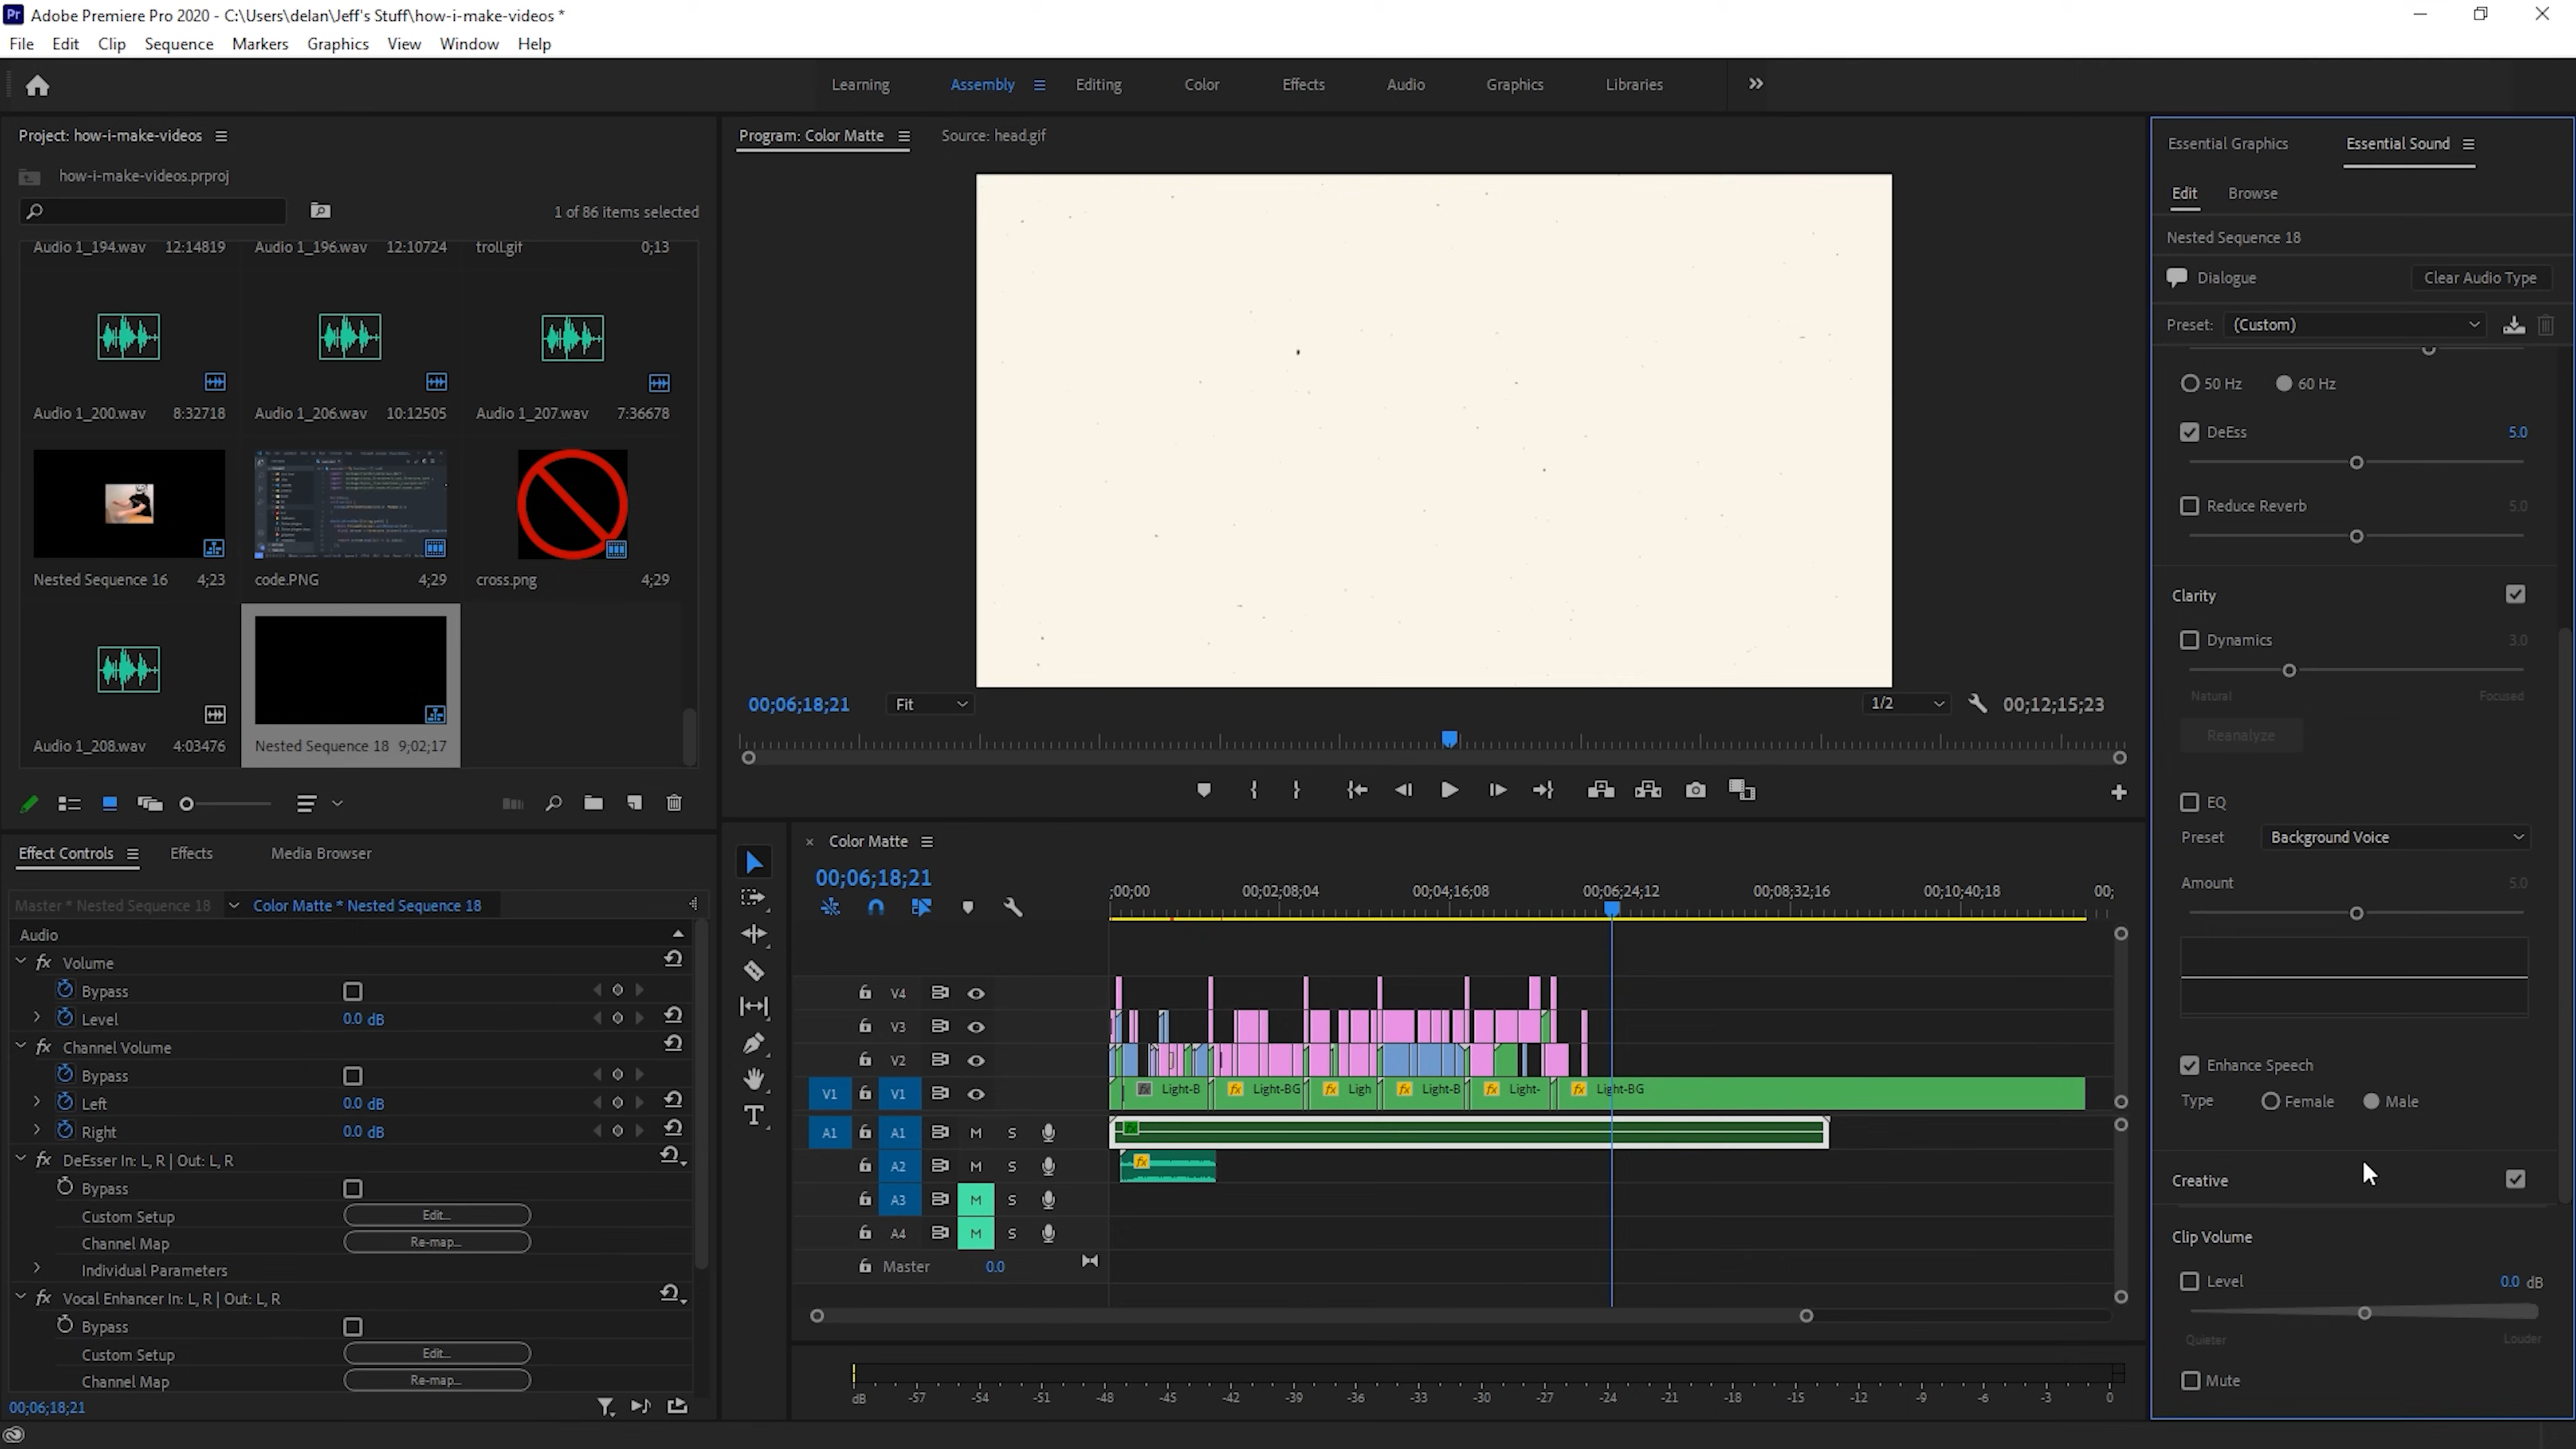 Adobe Premiere Pro 2020 - C:\Users\delan\Jeff's Stuff\how-i-make-videos *
File Edit Clip Sequence Markers Graphics View Window Help
Learning Assembly Editing Color Effects Audio Graphics Libraries
Project: how-i-make-videos
how-i-make-videos.prproj
1 of 86 items selected
Audio 1_194.wav 12:14819 Audio 1_196.wav 12:10724 troll.gif 0;13
Audio 1_200.wav 8:32718 Audio 1_206.wav 10:12505 Audio 1_207.wav 7:36678
Nested Sequence 16 4;23 code.PNG 4;29 cross.png 4;29
Audio 1_208.wav 4:03476 Nested Sequence 18 9;02;17
Program: Color Matte Source: head.gif
00;06;18;21 Fit 1/2 00;12;15;23
Effect Controls Effects Media Browser
Master * Nested Sequence 18 Color Matte * Nested Sequence 18
Audio
fx Volume
Bypass
Level 0.0 dB
fx Channel Volume
Bypass
Left 0.0 dB
Right 0.0 dB
fx DeEsser In: L, R | Out: L, R
Bypass
Custom Setup Edit...
Channel Map Re-map...
Individual Parameters
fx Vocal Enhancer In: L, R | Out: L, R
Bypass
Custom Setup Edit...
Channel Map Re-map...
00;06;18;21
Color Matte
00;06;18;21
;00;00 00;02;08;04 00;04;16;08 00;06;24;12 00;08;32;16 00;10;40;18 00;
V4
V3
V2
V1 V1 Light-B fx Light-BG fx Ligh fx Light-B fx Light- fx Light-BG
A1 A1 M S
A2 M S fx
A3 M S
A4 M S
Master 0.0
dB -57 -54 -51 -48 -45 -42 -39 -36 -33 -30 -27 -24 -21 -18 -15 -12 -9 -6 -3 0
Essential Graphics Essential Sound
Edit Browse
Nested Sequence 18
Dialogue Clear Audio Type
Preset: (Custom)
50 Hz 60 Hz
DeEss 5.0
Reduce Reverb 5.0
Clarity
Dynamics 3.0
Natural Focused
Reanalyze
EQ
Preset Background Voice
Amount 5.0
Enhance Speech
Type Female Male
Creative
Clip Volume
Level 0.0 dB
Quieter Louder
Mute